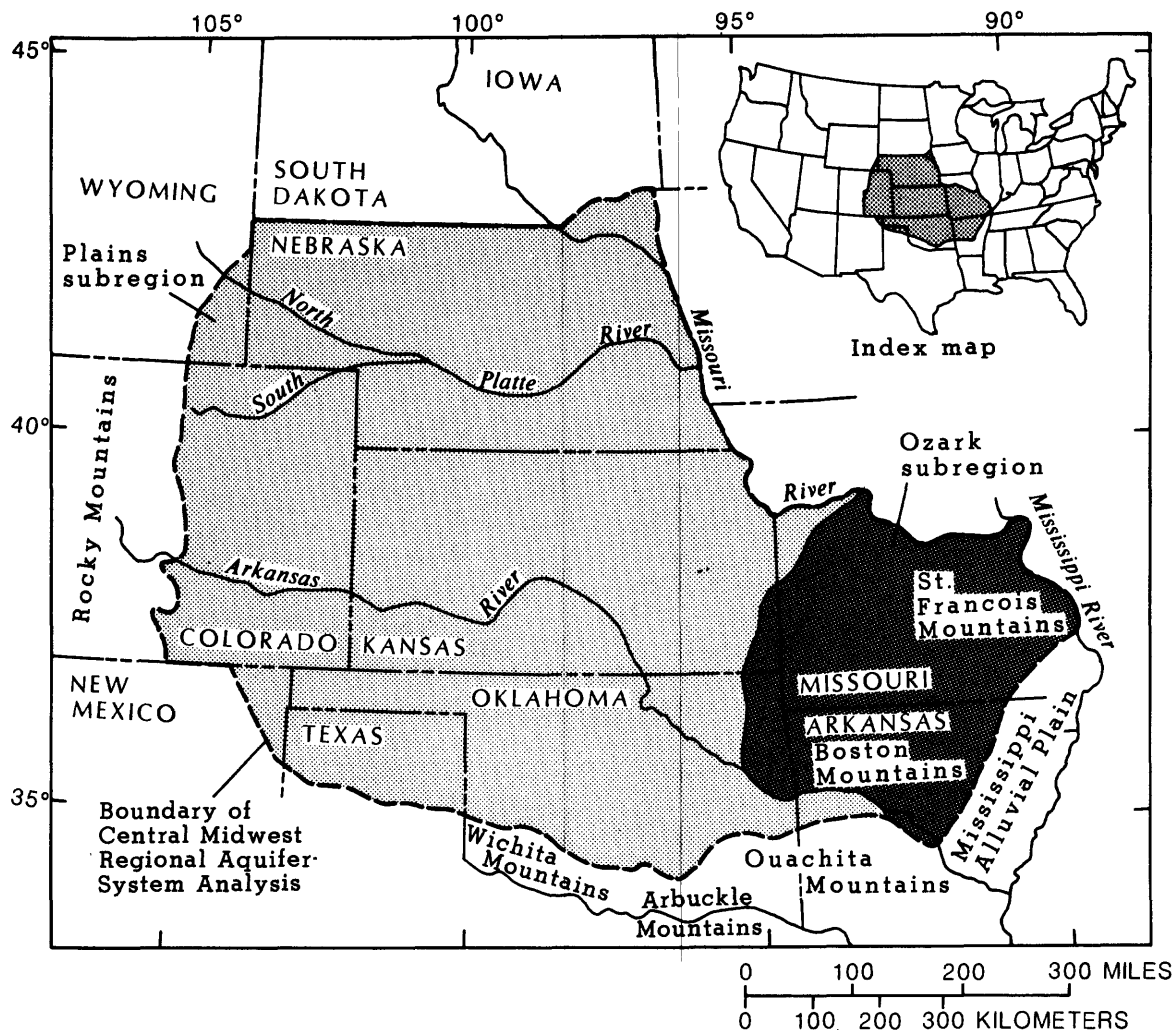 105°
100°
95°
90°
45°
IOWA
WYOMING
SOUTH
DAKOTA
NEBRASKA
Plains
subregion
North
River
Missouri
Index map
South
Platte
40°
Rocky Mountains
Ozark
subregion
River
Mississippi River
Arkansas
River
St.
Francois
Mountains
COLORADO
KANSAS
NEW
MEXICO
OKLAHOMA
MISSOURI
TEXAS
ARKANSAS
Boston
Mountains
Mississippi
Alluvial Plain
35°
Boundary of
Central Midwest
Regional Aquifer-
System Analysis
Wichita
Mountains
Ouachita
Mountains
Arbuckle
Mountains
0 100 200 300 MILES
0 100 200 300 KILOMETERS